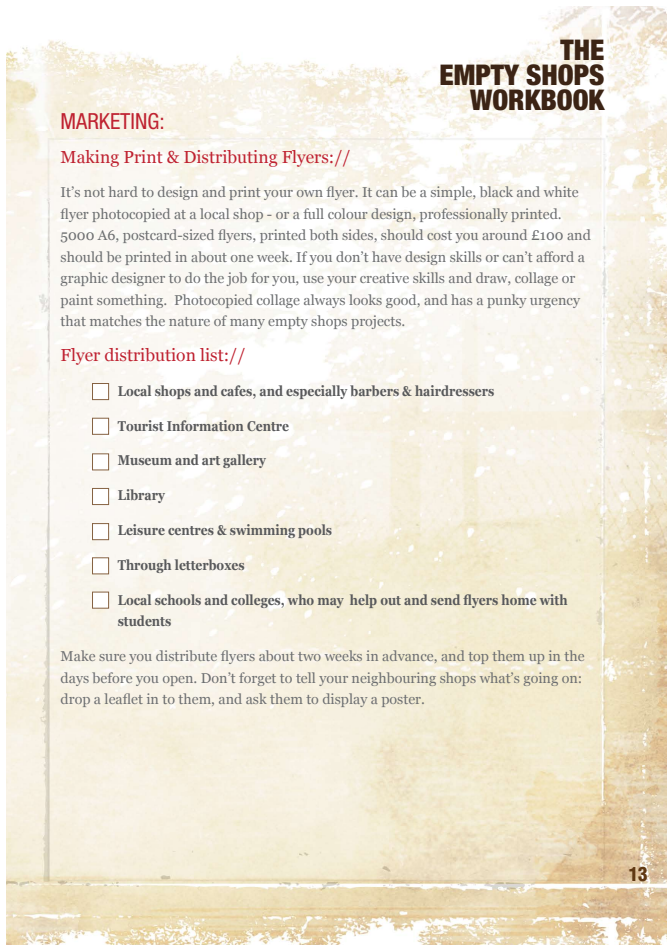 THE
EMPTY SHOPS
WORKBOOK
MARKETING:
Making Print & Distributing Flyers://
It's not hard to design and print your own flyer. It can be a simple, black and white
flyer photocopied at a local shop - or a full colour design, professionally printed.
5000 A6, postcard-sized flyers, printed both sides, should cost you around £100 and
should be printed in about one week. If you don't have design skills or can't afford a
graphic designer to do the job for you, use your creative skills and draw, collage or
paint something.  Photocopied collage always looks good, and has a punky urgency
that matches the nature of many empty shops projects.
Flyer distribution list://
Local shops and cafes, and especially barbers & hairdressers
Tourist Information Centre
Museum and art gallery
Library
Leisure centres & swimming pools
Through letterboxes
Local schools and colleges, who may  help out and send flyers home with
students
Make sure you distribute flyers about two weeks in advance, and top them up in the
days before you open. Don't forget to tell your neighbouring shops what's going on:
drop a leaflet in to them, and ask them to display a poster.
13